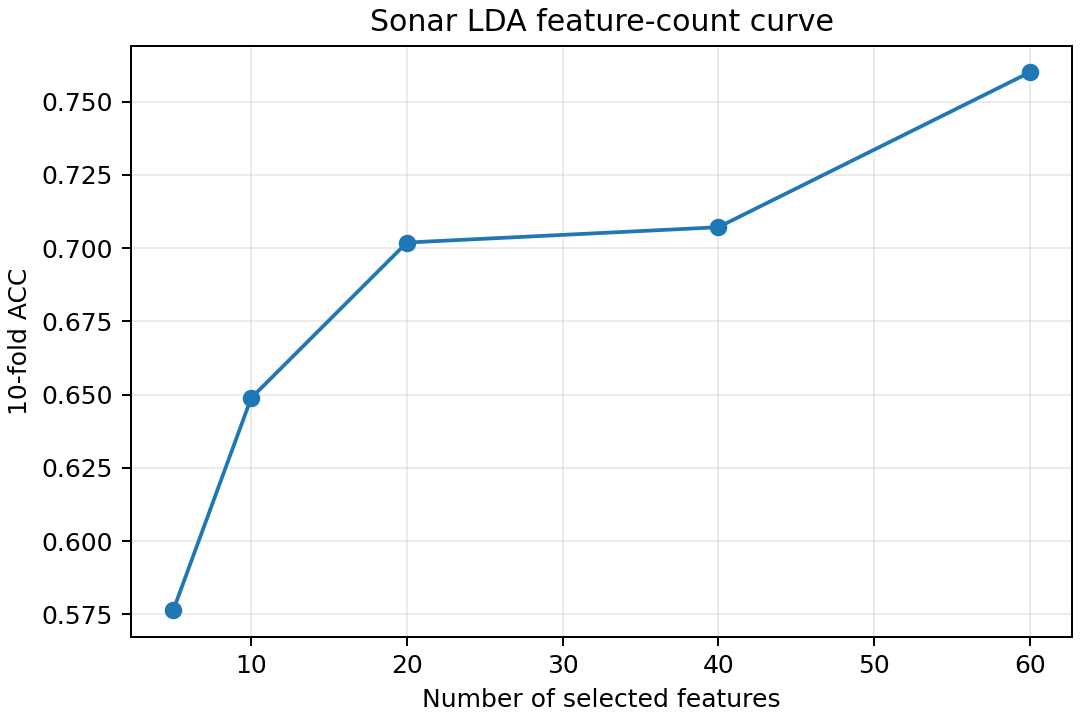 Sonar LDA feature-count curve
10-fold ACC
0.750
0.725
0.700
0.675
0.650
0.625
0.600
0.575
10 20 30 40 50 60
Number of selected features